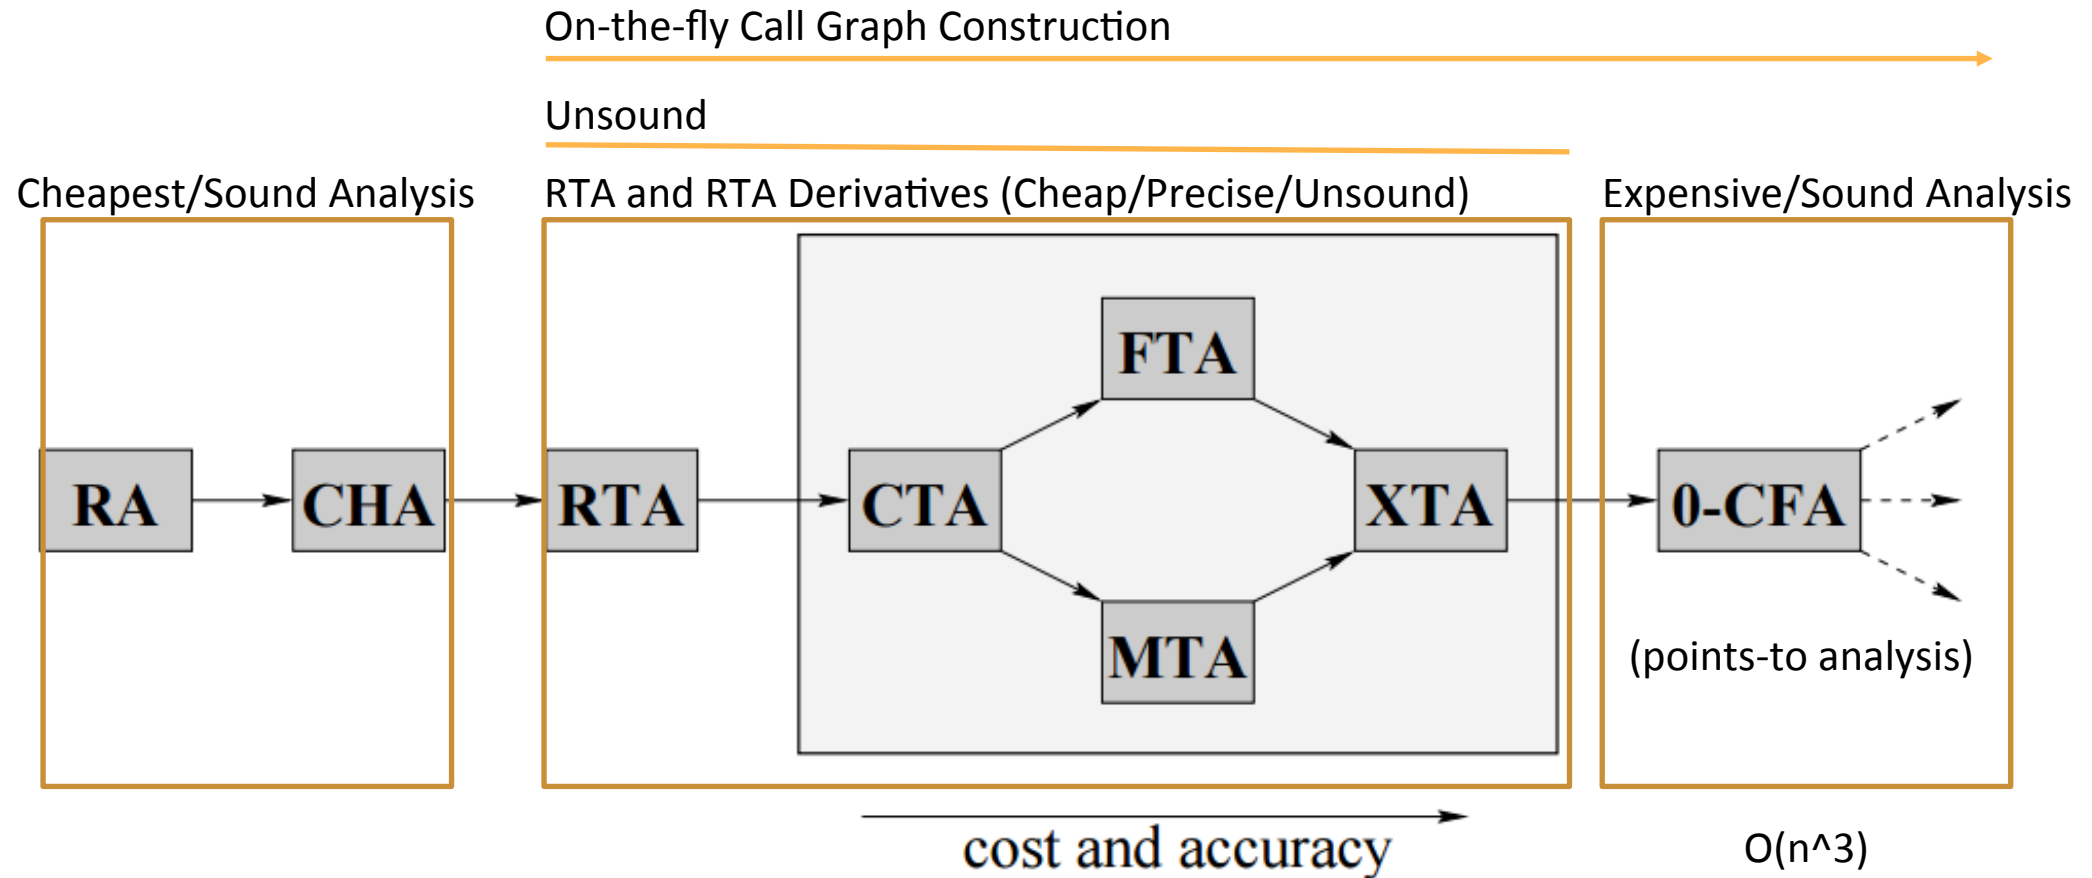 On-the-fly Call Graph Construction
Unsound
Cheapest/Sound Analysis
RTA and RTA Derivatives (Cheap/Precise/Unsound)
Expensive/Sound Analysis
FTA
RA
CHA
RTA
CTA
XTA
0-CFA
MTA
(points-to analysis)
cost and accuracy
O(n^3)